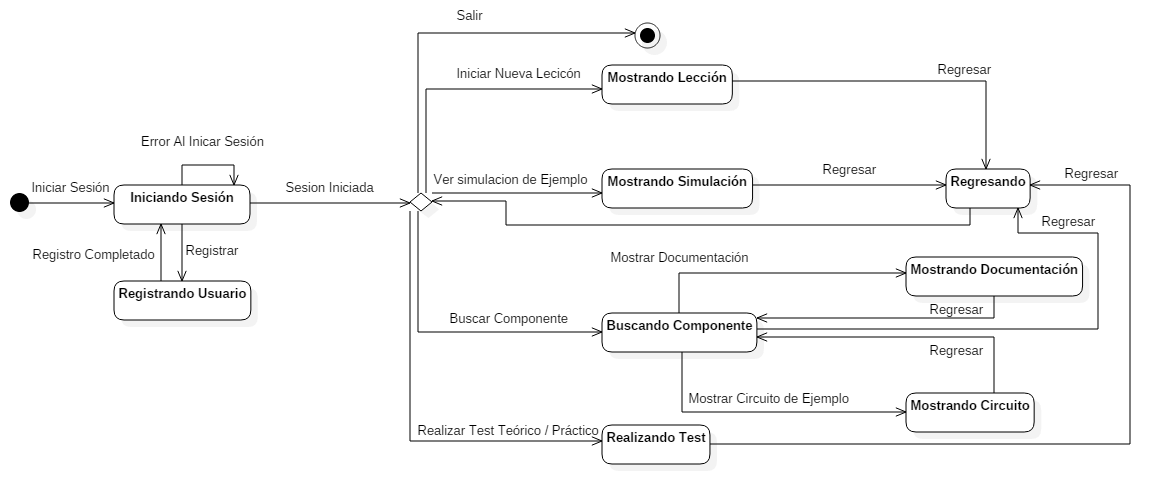 Salir
Iniciar Nueva Lecicón
Mostrando Lección
Regresar
Error Al Inicar Sesión
Iniciar Sesión
Iniciando Sesión
Sesion Iniciada
Ver simulacion de Ejemplo
Mostrando Simulación
Regresar
Regresando
Regresar
Registro Completado
Registrar
Regresar
Registrando Usuario
Mostrar Documentación
Mostrando Documentación
Regresar
Buscar Componente
Buscando Componente
Regresar
Mostrar Circuito de Ejemplo
Mostrando Circuito
Realizar Test Teórico / Práctico
Realizando Test